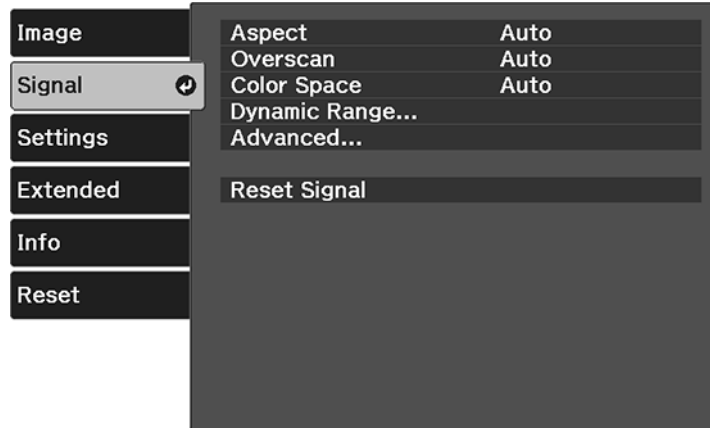 Image
Signal
Settings
Extended
Info
Reset
Aspect Auto
Overscan Auto
Color Space Auto
Dynamic Range...
Advanced...
Reset Signal